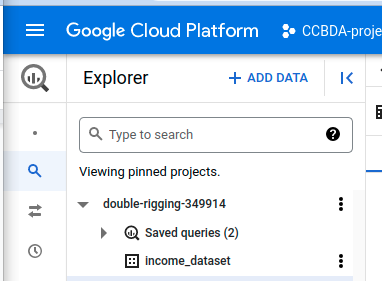 Google Cloud Platform
CCBDA-proje
Explorer
+ ADD DATA
Type to search
Viewing pinned projects.
double-rigging-349914
Saved queries (2)
income_dataset